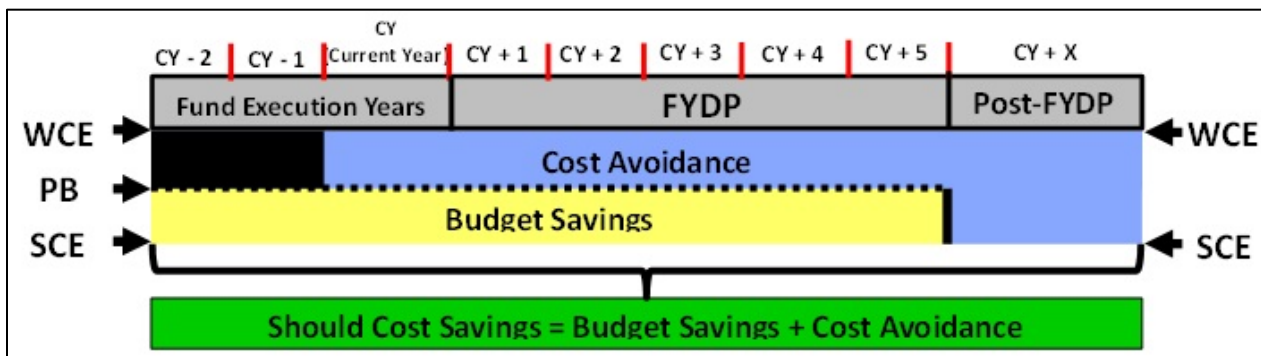 CY
CY - 2 CY - 1 (Current Year) CY + 1 CY + 2 CY + 3 CY + 4 CY + 5 CY + X
Fund Execution Years FYDP Post-FYDP
WCE WCE
Cost Avoidance
PB
Budget Savings
SCE SCE
Should Cost Savings = Budget Savings + Cost Avoidance